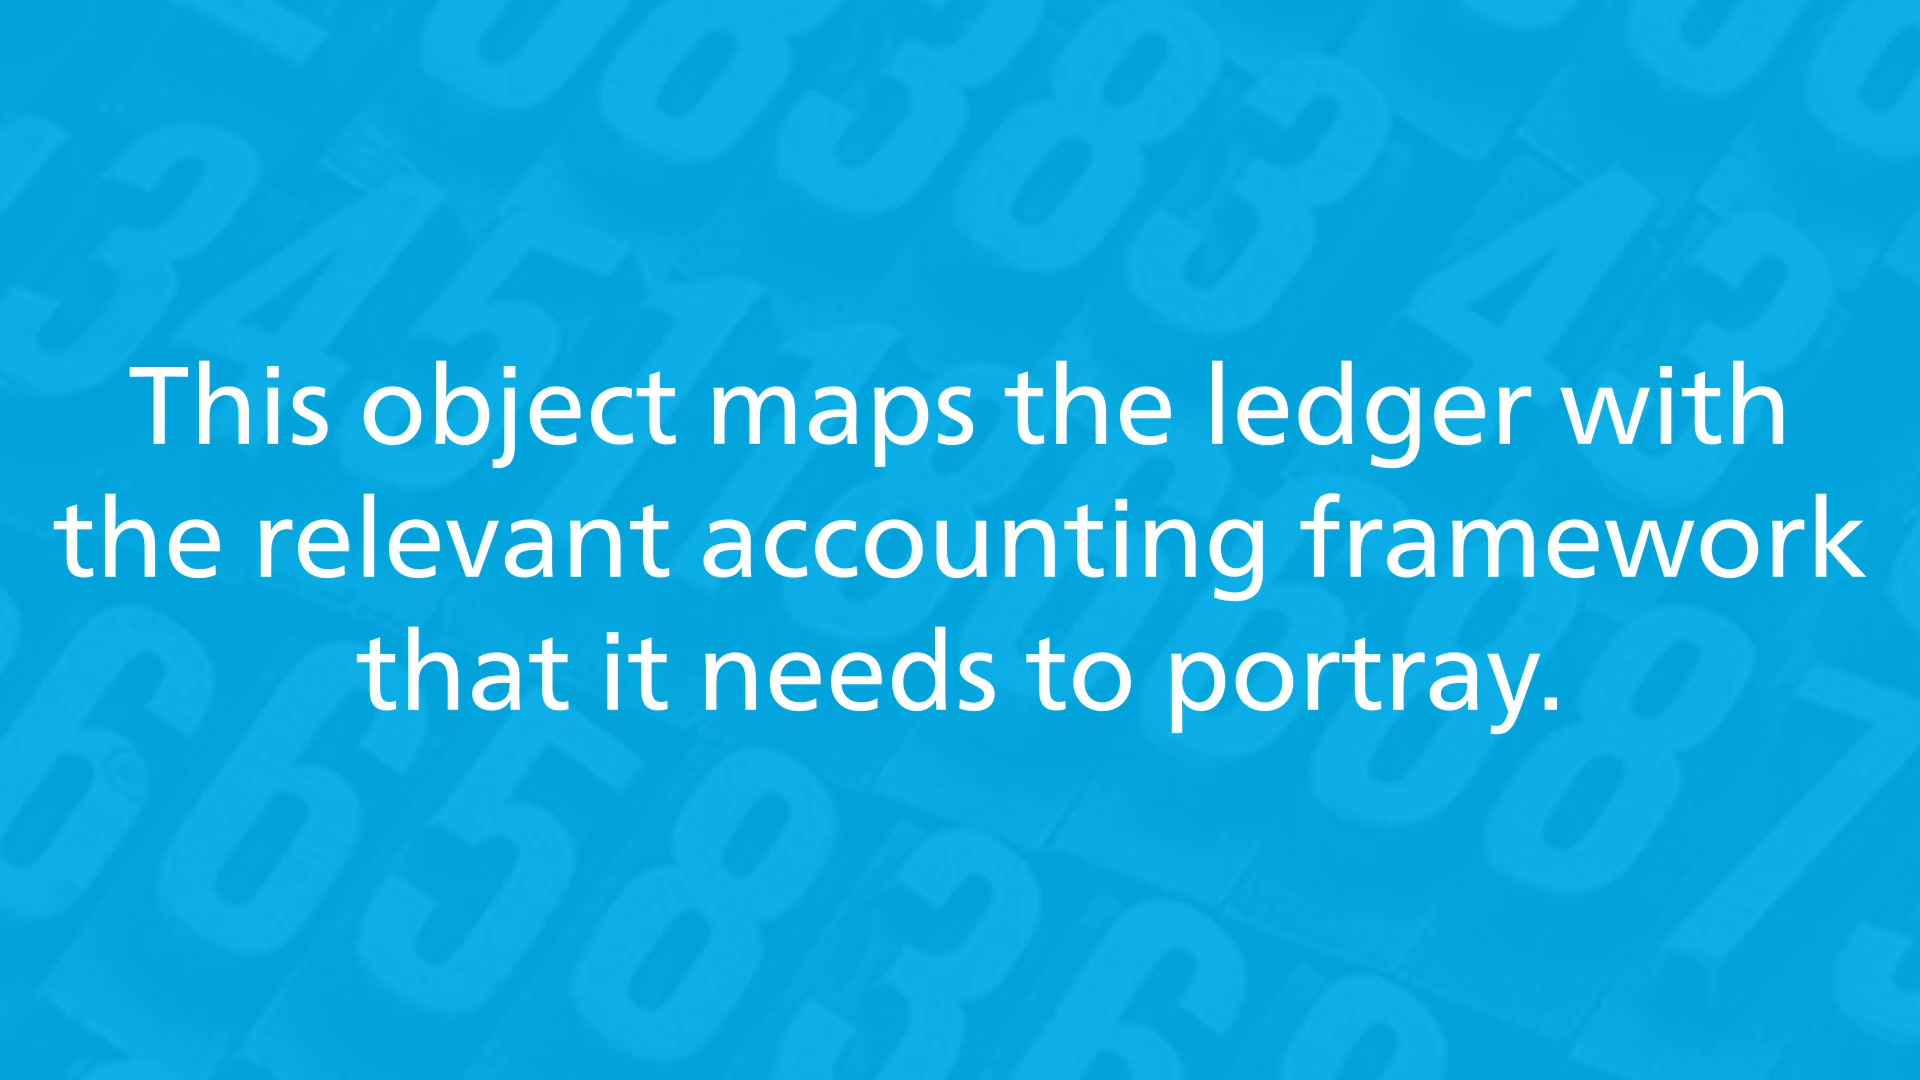 This object maps the ledger with
the relevant accounting framework
that it needs to portray.